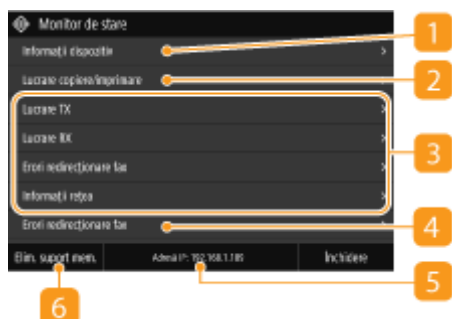 Monitor de stare
Informații dispozitiv
1
Lucrare copiere/imprimare
2
Lucrare TX
Lucrare RX
Erori redirecționare fax
3
Informații rețea
Erori redirecționare fax
4
Elim. suport mem.
Adresă IP: 192.168.1.189
Închidere
5
6